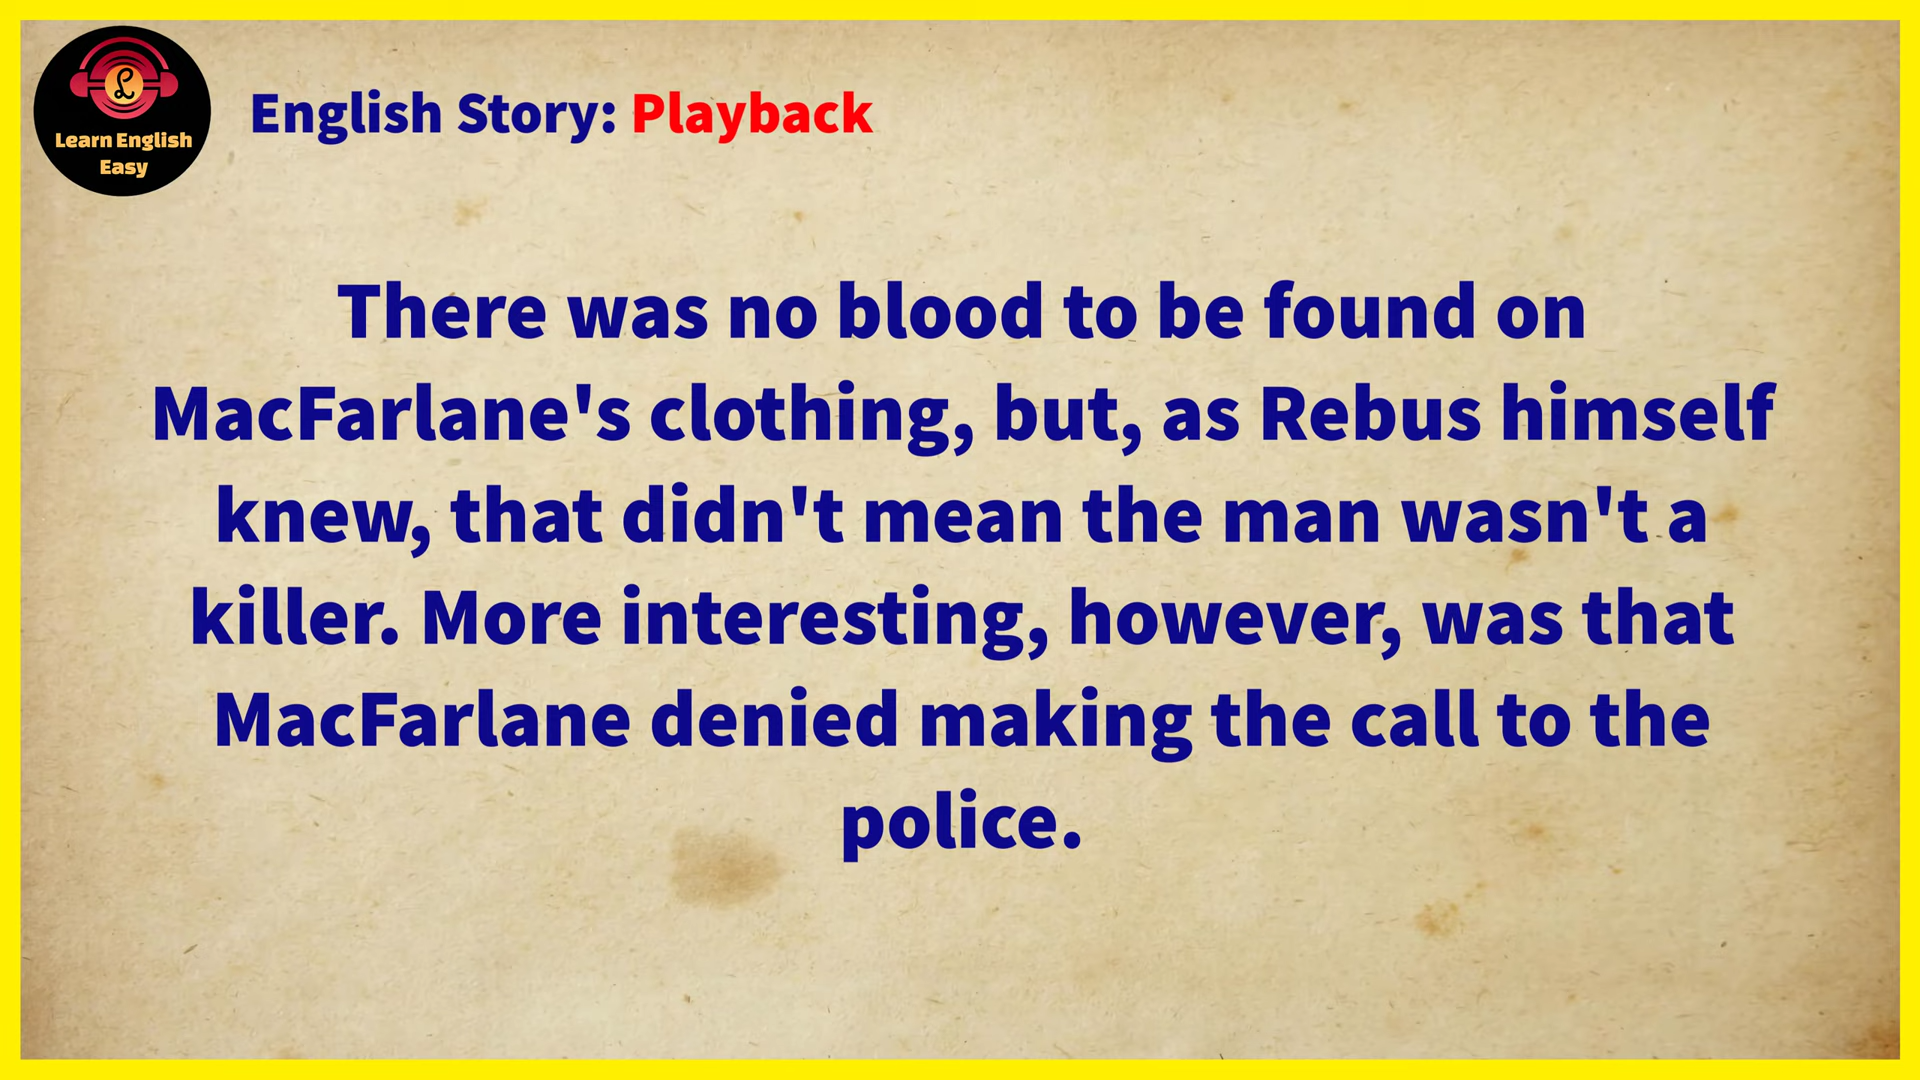 Learn English
Easy
English Story: Playback
There was no blood to be found on
MacFarlane's clothing, but, as Rebus himself
knew, that didn't mean the man wasn't a
killer. More interesting, however, was that
MacFarlane denied making the call to the
police.